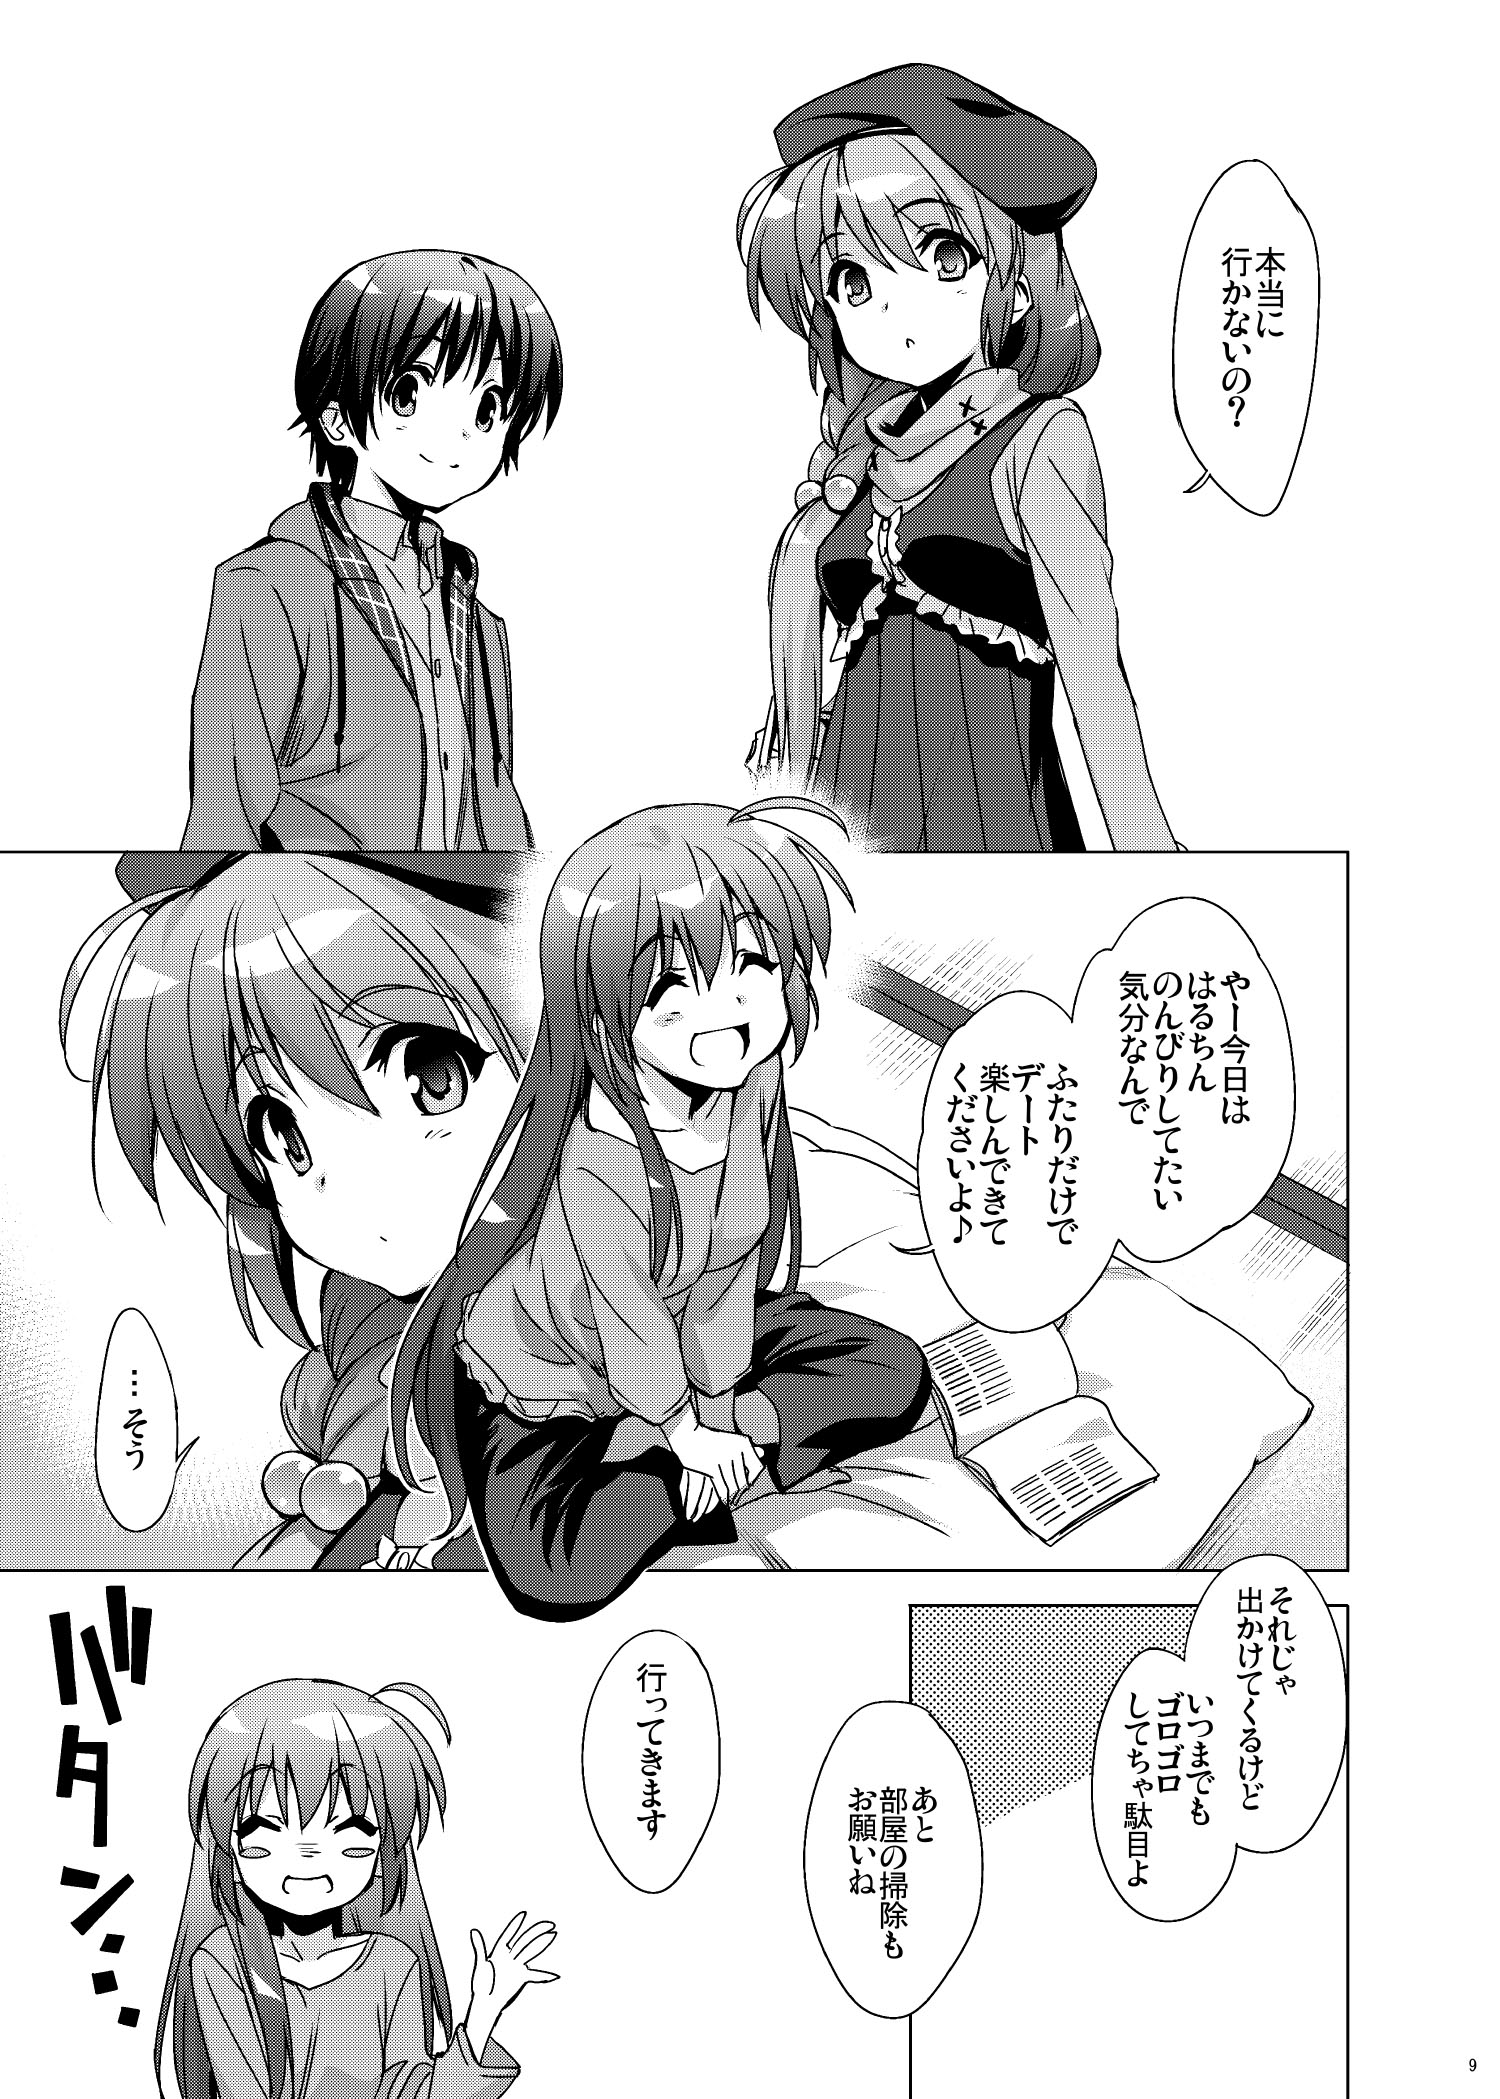 本当に
行かないの？
やー今日は
はるちん
のんびりしてたい
気分なんで
ふたりだけで
デート
楽しんできて
くださいよ♪
…そう
それじゃ
出かけてくるけど
いつまでも
ゴロゴロ
してちゃ駄目よ
あと
部屋の掃除も
お願いね
行ってきます
バタン…
9